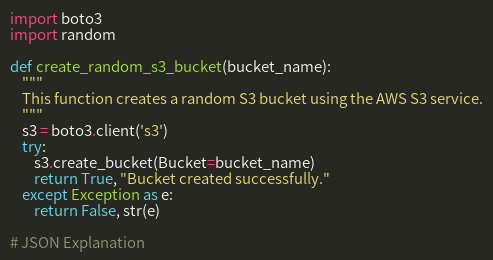 import boto3
import random

def create_random_s3_bucket(bucket_name):
    """
    This function creates a random S3 bucket using the AWS S3 service.
    """
    s3 = boto3.client('s3')
    try:
        s3.create_bucket(Bucket=bucket_name)
        return True, "Bucket created successfully."
    except Exception as e:
        return False, str(e)

# JSON Explanation